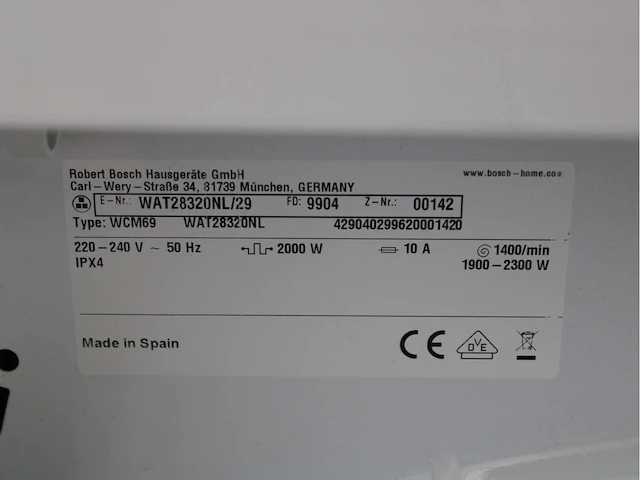 Robert Bosch Hausgeräte GmbH
www.bosch-home.com
Carl-Wery-Straße 34, 81739 München, GERMANY
E-Nr.: WAT28320NL/29 FD: 9904 Z-Nr.: 00142
Type: WCM69 WAT28320NL 429040299620001420
220-240 V ~ 50 Hz 2000 W 10 A 1400/min
IPX4 1900-2300 W
Made in Spain
CE DVE